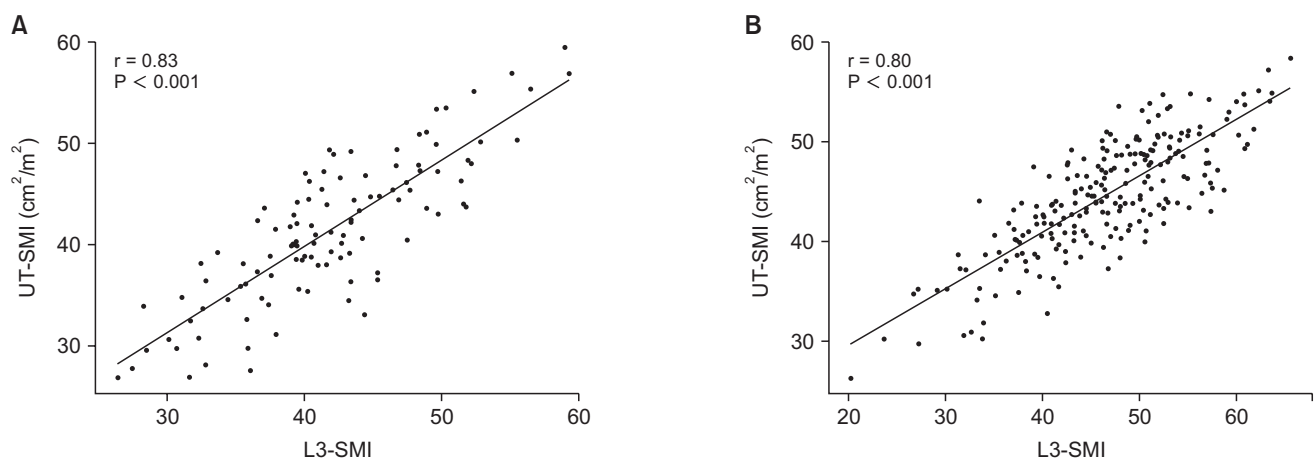 A
r = 0.83
P < 0.001
60
50
40
30
UT-SMI (cm²/m²)
30 40 50 60
L3-SMI
B
r = 0.80
P < 0.001
60
50
40
30
UT-SMI (cm²/m²)
20 30 40 50 60
L3-SMI